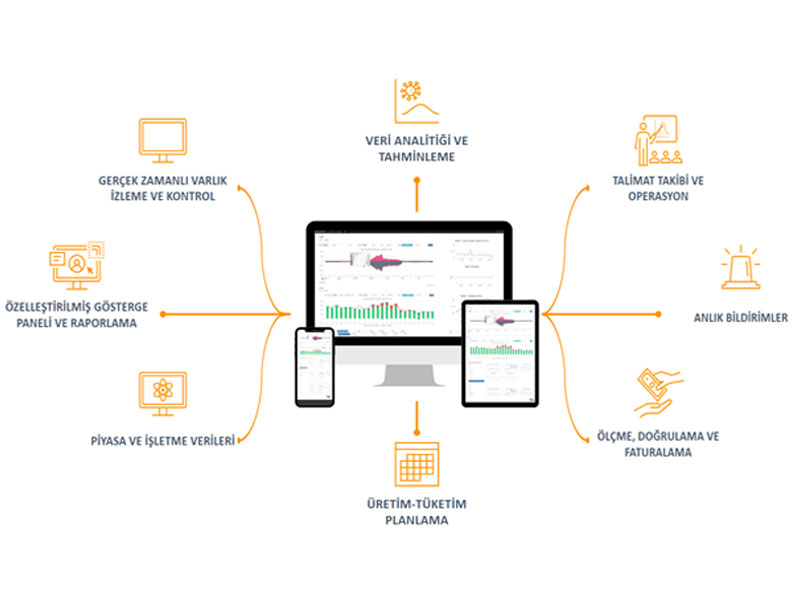 VERİ ANALİTİĞİ VE
TAHMİNLEME
GERÇEK ZAMANLI VARLIK
İZLEME VE KONTROL
TALİMAT TAKİBİ VE
OPERASYON
ÖZELLEŞTİRİLMİŞ GÖSTERGE
PANELİ VE RAPORLAMA
ANLIK BİLDİRİMLER
PİYASA VE İŞLETME VERİLERİ
ÖLÇME, DOĞRULAMA VE
FATURALAMA
ÜRETİM-TÜKETİM
PLANLAMA